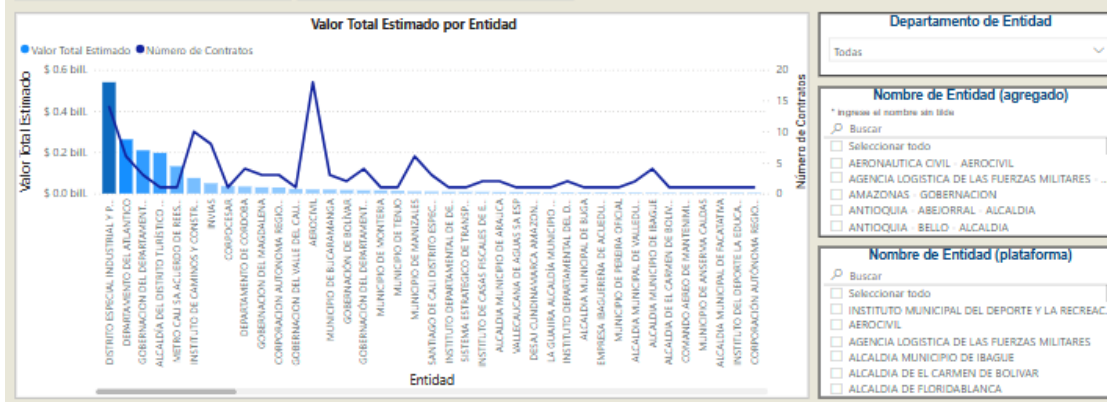 Valor Total Estimado por Entidad
Valor Total Estimado Número de Contratos
Valor Total Estimado
$ 0.6 bill.
$ 0.4 bill.
$ 0.2 bill.
$ 0.0 bill.
20
15
10
5
0
Número de Contratos
DISTRITO ESPECIAL INDUSTRIAL Y P...
DEPARTAMENTO DEL ATLANTICO
GOBERNACION DEL DEPARTAMENT...
ALCALDÍA DEL DISTRITO TURÍSTICO ...
METRO CALI SA ACUERDO DE REES...
INSTITUTO DE CAMINOS Y CONSTR...
INVIAS
CORPOCESAR
DEPARTAMENTO DE CORDOBA
GOBERNACION DEL MAGDALENA
CORPORACION AUTONOMA REGIO...
GOBERNACION DEL VALLE DEL CAU...
AEROCIVIL
MUNICIPIO DE BUCARAMANGA
GOBERNACIÓN DE BOLÍVAR
GOBERNACIÓN DEL DEPARTAMENT...
MUNICIPIO DE MONTERIA
MUNICIPIO DE TENJO
MUNICIPIO DE MANIZALES
SANTIAGO DE CALI DISTRITO ESPEC...
INSTITUTO DEPARTAMENTAL DE DE...
SISTEMA ESTRATEGICO DE TRANSP...
INSTITUTO DE CASAS FISCALES DE E...
ALCALDIA MUNICIPIO DE ARAUCA
VALLECAUCANA DE AGUAS SA ESP
DESAJ CUNDINAMARCA AMAZON...
LA GUAJIRA ALCALDÍA MUNICIPIO ...
INSTITUTO DEPARTAMENTAL DEL D...
ALCALDIA MUNICIPAL DE BUGA
EMPRESA IBAGUEREÑA DE ACUEDU...
MUNICIPIO DE PEREIRA OFICIAL
ALCALDIA MUNICIPAL DE VALLEDU...
ALCALDIA MUNICIPIO DE IBAGUE
ALCALDIA DE EL CARMEN DE BOLIV...
COMANDO AEREO DE MANTENIMI...
MUNICIPIO DE ANSERMA CALDAS
ALCALDIA MUNICIPAL DE FACATATIVA
INSTITUTO DEL DEPORTE LA EDUCA...
CORPORACIÓN AUTÓNOMA REGIO...
Entidad
Departamento de Entidad
Todas
Nombre de Entidad (agregado)
* Ingrese el nombre sin tilde
Buscar
Seleccionar todo
AERONAUTICA CIVIL - AEROCIVIL
AGENCIA LOGISTICA DE LAS FUERZAS MILITARES - ...
AMAZONAS - GOBERNACION
ANTIOQUIA - ABEJORRAL - ALCALDIA
ANTIOQUIA - BELLO - ALCALDIA
Nombre de Entidad (plataforma)
Buscar
Seleccionar todo
INSTITUTO MUNICIPAL DEL DEPORTE Y LA RECREAC...
AEROCIVIL
AGENCIA LOGISTICA DE LAS FUERZAS MILITARES
ALCALDIA MUNICIPIO DE IBAGUE
ALCALDIA DE EL CARMEN DE BOLIVAR
ALCALDIA DE FLORIDABLANCA